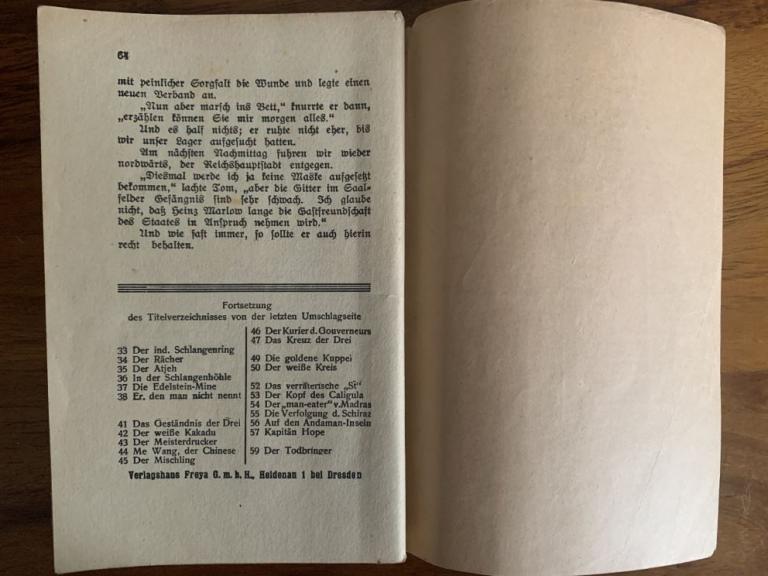 64
mit peinlicher Sorgfalt die Wunde und legte einen
neuen Verband an.
„Nun aber marsch ins Bett,“ knurrte er dann,
„erzählen können Sie mir morgen alles.“
Und es half nichts; er ruhte nicht eher, bis
wir unser Lager aufgesucht hatten.
Am nächsten Nachmittag fuhren wir wieder
nordwärts, der Reichshauptstadt entgegen.
„Diesmal werde ich ja keine Maske aufgesetzt
bekommen,“ lachte Tom, „aber die Gitter im Saal-
felder Gefängnis sind sehr schwach. Ich glaube
nicht, daß Heinz Marlow lange die Gastfreundschaft
des Staates in Anspruch nehmen wird.“
Und wie fast immer, so sollte er auch hierin
recht behalten.
Fortsetzung
des Titelverzeichnisses von der letzten Umschlagseite
33 Der ind. Schlangenring
34 Der Rächer
35 Der Atjeh
36 In der Schlangenhöhle
37 Die Edelstein-Mine
38 Er, den man nicht nennt
41 Das Geständnis der Drei
42 Der weiße Kakadu
43 Der Meisterdrucker
44 Me Wang, der Chinese
45 Der Mischling
46 Der Kurier d. Gouverneurs
47 Das Kreuz der Drei
49 Die goldene Kuppel
50 Der weiße Kreis
52 Das verräterische „St“
53 Der Kopf des Caligula
54 Der „man-eater“ v. Madras
55 Die Verfolgung d. Schiraz
56 Auf den Andaman-Inseln
57 Kapitän Hope
59 Der Todbringer
Verlagshaus Freya G. m. b. H., Heidenau 1 bei Dresden